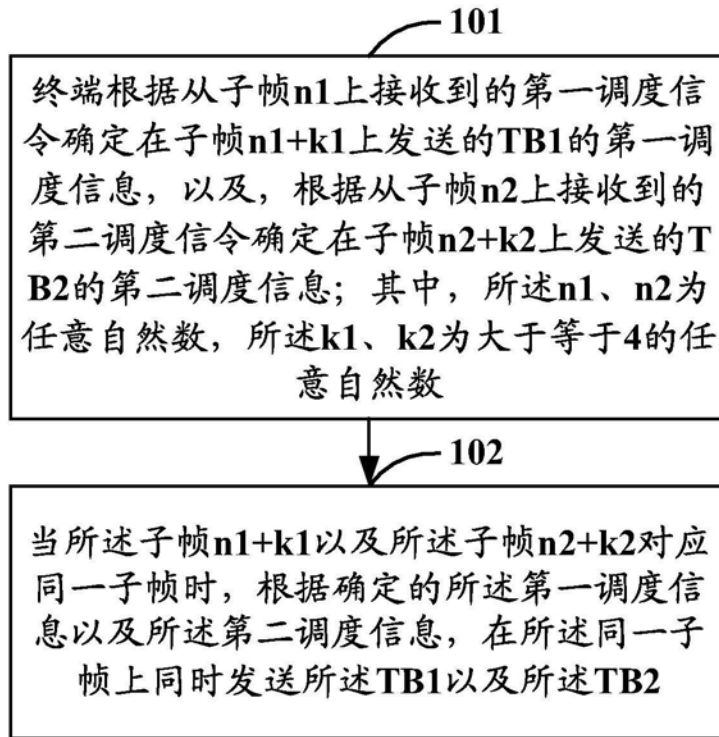 101
终端根据从子帧n1上接收到的第一调度信
令确定在子帧n1+k1上发送的TB1的第一调
度信息，以及，根据从子帧n2上接收到的
第二调度信令确定在子帧n2+k2上发送的T
B2的第二调度信息；其中，所述n1、n2为
任意自然数，所述k1、k2为大于等于4的任
意自然数
102
当所述子帧n1+k1以及所述子帧n2+k2对应
同一子帧时，根据确定的所述第一调度信
息以及所述第二调度信息，在所述同一子
帧上同时发送所述TB1以及所述TB2